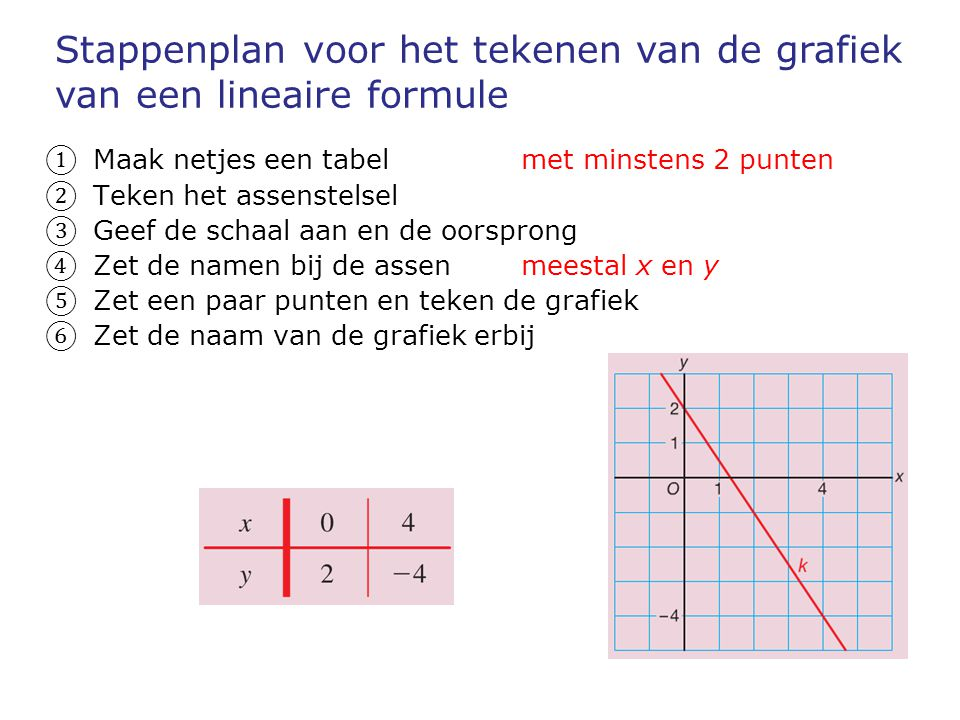 Stappenplan voor het tekenen van de grafiek
van een lineaire formule
① Maak netjes een tabel met minstens 2 punten
② Teken het assenstelsel
③ Geef de schaal aan en de oorsprong
④ Zet de namen bij de assen meestal x en y
⑤ Zet een paar punten en teken de grafiek
⑥ Zet de naam van de grafiek erbij
y
2
1
x
O 1 4
k
−4
x 0 4
y 2 −4